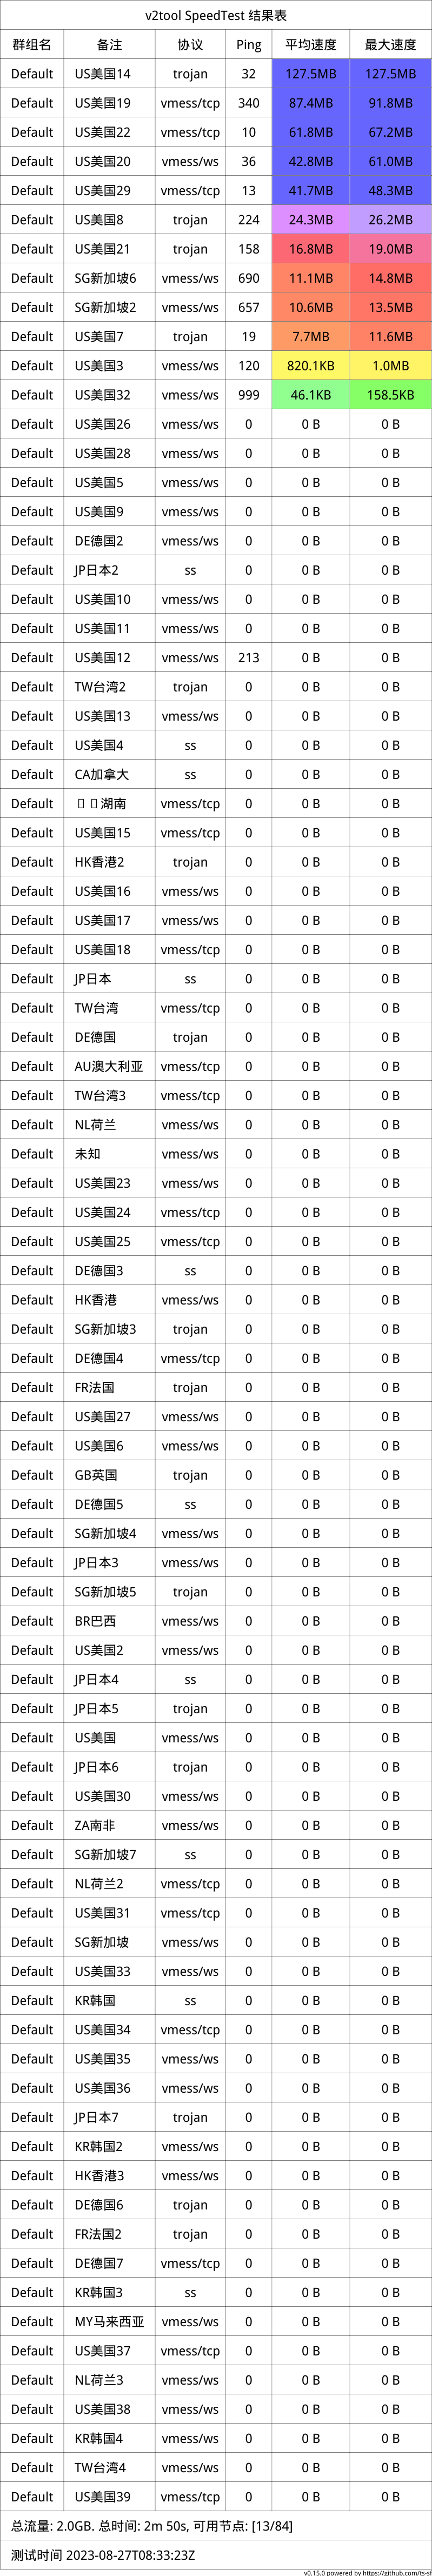 v2tool SpeedTest 结果表
群组名 备注 协议 Ping 平均速度 最大速度
Default US美国14 trojan 32 127.5MB 127.5MB
Default US美国19 vmess/tcp 340 87.4MB 91.8MB
Default US美国22 vmess/tcp 10 61.8MB 67.2MB
Default US美国20 vmess/ws 36 42.8MB 61.0MB
Default US美国29 vmess/tcp 13 41.7MB 48.3MB
Default US美国8 trojan 224 24.3MB 26.2MB
Default US美国21 trojan 158 16.8MB 19.0MB
Default SG新加坡6 vmess/ws 690 11.1MB 14.8MB
Default SG新加坡2 vmess/ws 657 10.6MB 13.5MB
Default US美国7 trojan 19 7.7MB 11.6MB
Default US美国3 vmess/ws 120 820.1KB 1.0MB
Default US美国32 vmess/ws 999 46.1KB 158.5KB
Default US美国26 vmess/ws 0 0 B 0 B
Default US美国28 vmess/ws 0 0 B 0 B
Default US美国5 vmess/ws 0 0 B 0 B
Default US美国9 vmess/ws 0 0 B 0 B
Default DE德国2 vmess/ws 0 0 B 0 B
Default JP日本2 ss 0 0 B 0 B
Default US美国10 vmess/ws 0 0 B 0 B
Default US美国11 vmess/ws 0 0 B 0 B
Default US美国12 vmess/ws 213 0 B 0 B
Default TW台湾2 trojan 0 0 B 0 B
Default US美国13 vmess/ws 0 0 B 0 B
Default US美国4 ss 0 0 B 0 B
Default CA加拿大 ss 0 0 B 0 B
Default 湖南 vmess/tcp 0 0 B 0 B
Default US美国15 vmess/tcp 0 0 B 0 B
Default HK香港2 trojan 0 0 B 0 B
Default US美国16 vmess/ws 0 0 B 0 B
Default US美国17 vmess/ws 0 0 B 0 B
Default US美国18 vmess/tcp 0 0 B 0 B
Default JP日本 ss 0 0 B 0 B
Default TW台湾 vmess/tcp 0 0 B 0 B
Default DE德国 trojan 0 0 B 0 B
Default AU澳大利亚 vmess/tcp 0 0 B 0 B
Default TW台湾3 vmess/tcp 0 0 B 0 B
Default NL荷兰 vmess/ws 0 0 B 0 B
Default 未知 vmess/ws 0 0 B 0 B
Default US美国23 vmess/ws 0 0 B 0 B
Default US美国24 vmess/tcp 0 0 B 0 B
Default US美国25 vmess/tcp 0 0 B 0 B
Default DE德国3 ss 0 0 B 0 B
Default HK香港 vmess/ws 0 0 B 0 B
Default SG新加坡3 trojan 0 0 B 0 B
Default DE德国4 vmess/tcp 0 0 B 0 B
Default FR法国 trojan 0 0 B 0 B
Default US美国27 vmess/ws 0 0 B 0 B
Default US美国6 vmess/ws 0 0 B 0 B
Default GB英国 trojan 0 0 B 0 B
Default DE德国5 ss 0 0 B 0 B
Default SG新加坡4 vmess/ws 0 0 B 0 B
Default JP日本3 vmess/ws 0 0 B 0 B
Default SG新加坡5 trojan 0 0 B 0 B
Default BR巴西 vmess/ws 0 0 B 0 B
Default US美国2 vmess/ws 0 0 B 0 B
Default JP日本4 ss 0 0 B 0 B
Default JP日本5 trojan 0 0 B 0 B
Default US美国 vmess/ws 0 0 B 0 B
Default JP日本6 trojan 0 0 B 0 B
Default US美国30 vmess/ws 0 0 B 0 B
Default ZA南非 vmess/ws 0 0 B 0 B
Default SG新加坡7 ss 0 0 B 0 B
Default NL荷兰2 vmess/tcp 0 0 B 0 B
Default US美国31 vmess/tcp 0 0 B 0 B
Default SG新加坡 vmess/ws 0 0 B 0 B
Default US美国33 vmess/ws 0 0 B 0 B
Default KR韩国 ss 0 0 B 0 B
Default US美国34 vmess/tcp 0 0 B 0 B
Default US美国35 vmess/ws 0 0 B 0 B
Default US美国36 vmess/ws 0 0 B 0 B
Default JP日本7 trojan 0 0 B 0 B
Default KR韩国2 vmess/ws 0 0 B 0 B
Default HK香港3 vmess/ws 0 0 B 0 B
Default DE德国6 trojan 0 0 B 0 B
Default FR法国2 trojan 0 0 B 0 B
Default DE德国7 vmess/tcp 0 0 B 0 B
Default KR韩国3 ss 0 0 B 0 B
Default MY马来西亚 vmess/ws 0 0 B 0 B
Default US美国37 vmess/tcp 0 0 B 0 B
Default NL荷兰3 vmess/ws 0 0 B 0 B
Default US美国38 vmess/ws 0 0 B 0 B
Default KR韩国4 vmess/ws 0 0 B 0 B
Default TW台湾4 vmess/ws 0 0 B 0 B
Default US美国39 vmess/tcp 0 0 B 0 B
总流量: 2.0GB. 总时间: 2m 50s, 可用节点: [13/84]
测试时间 2023-08-27T08:33:23Z
v0.15.0 powered by https://github.com/ts-sf